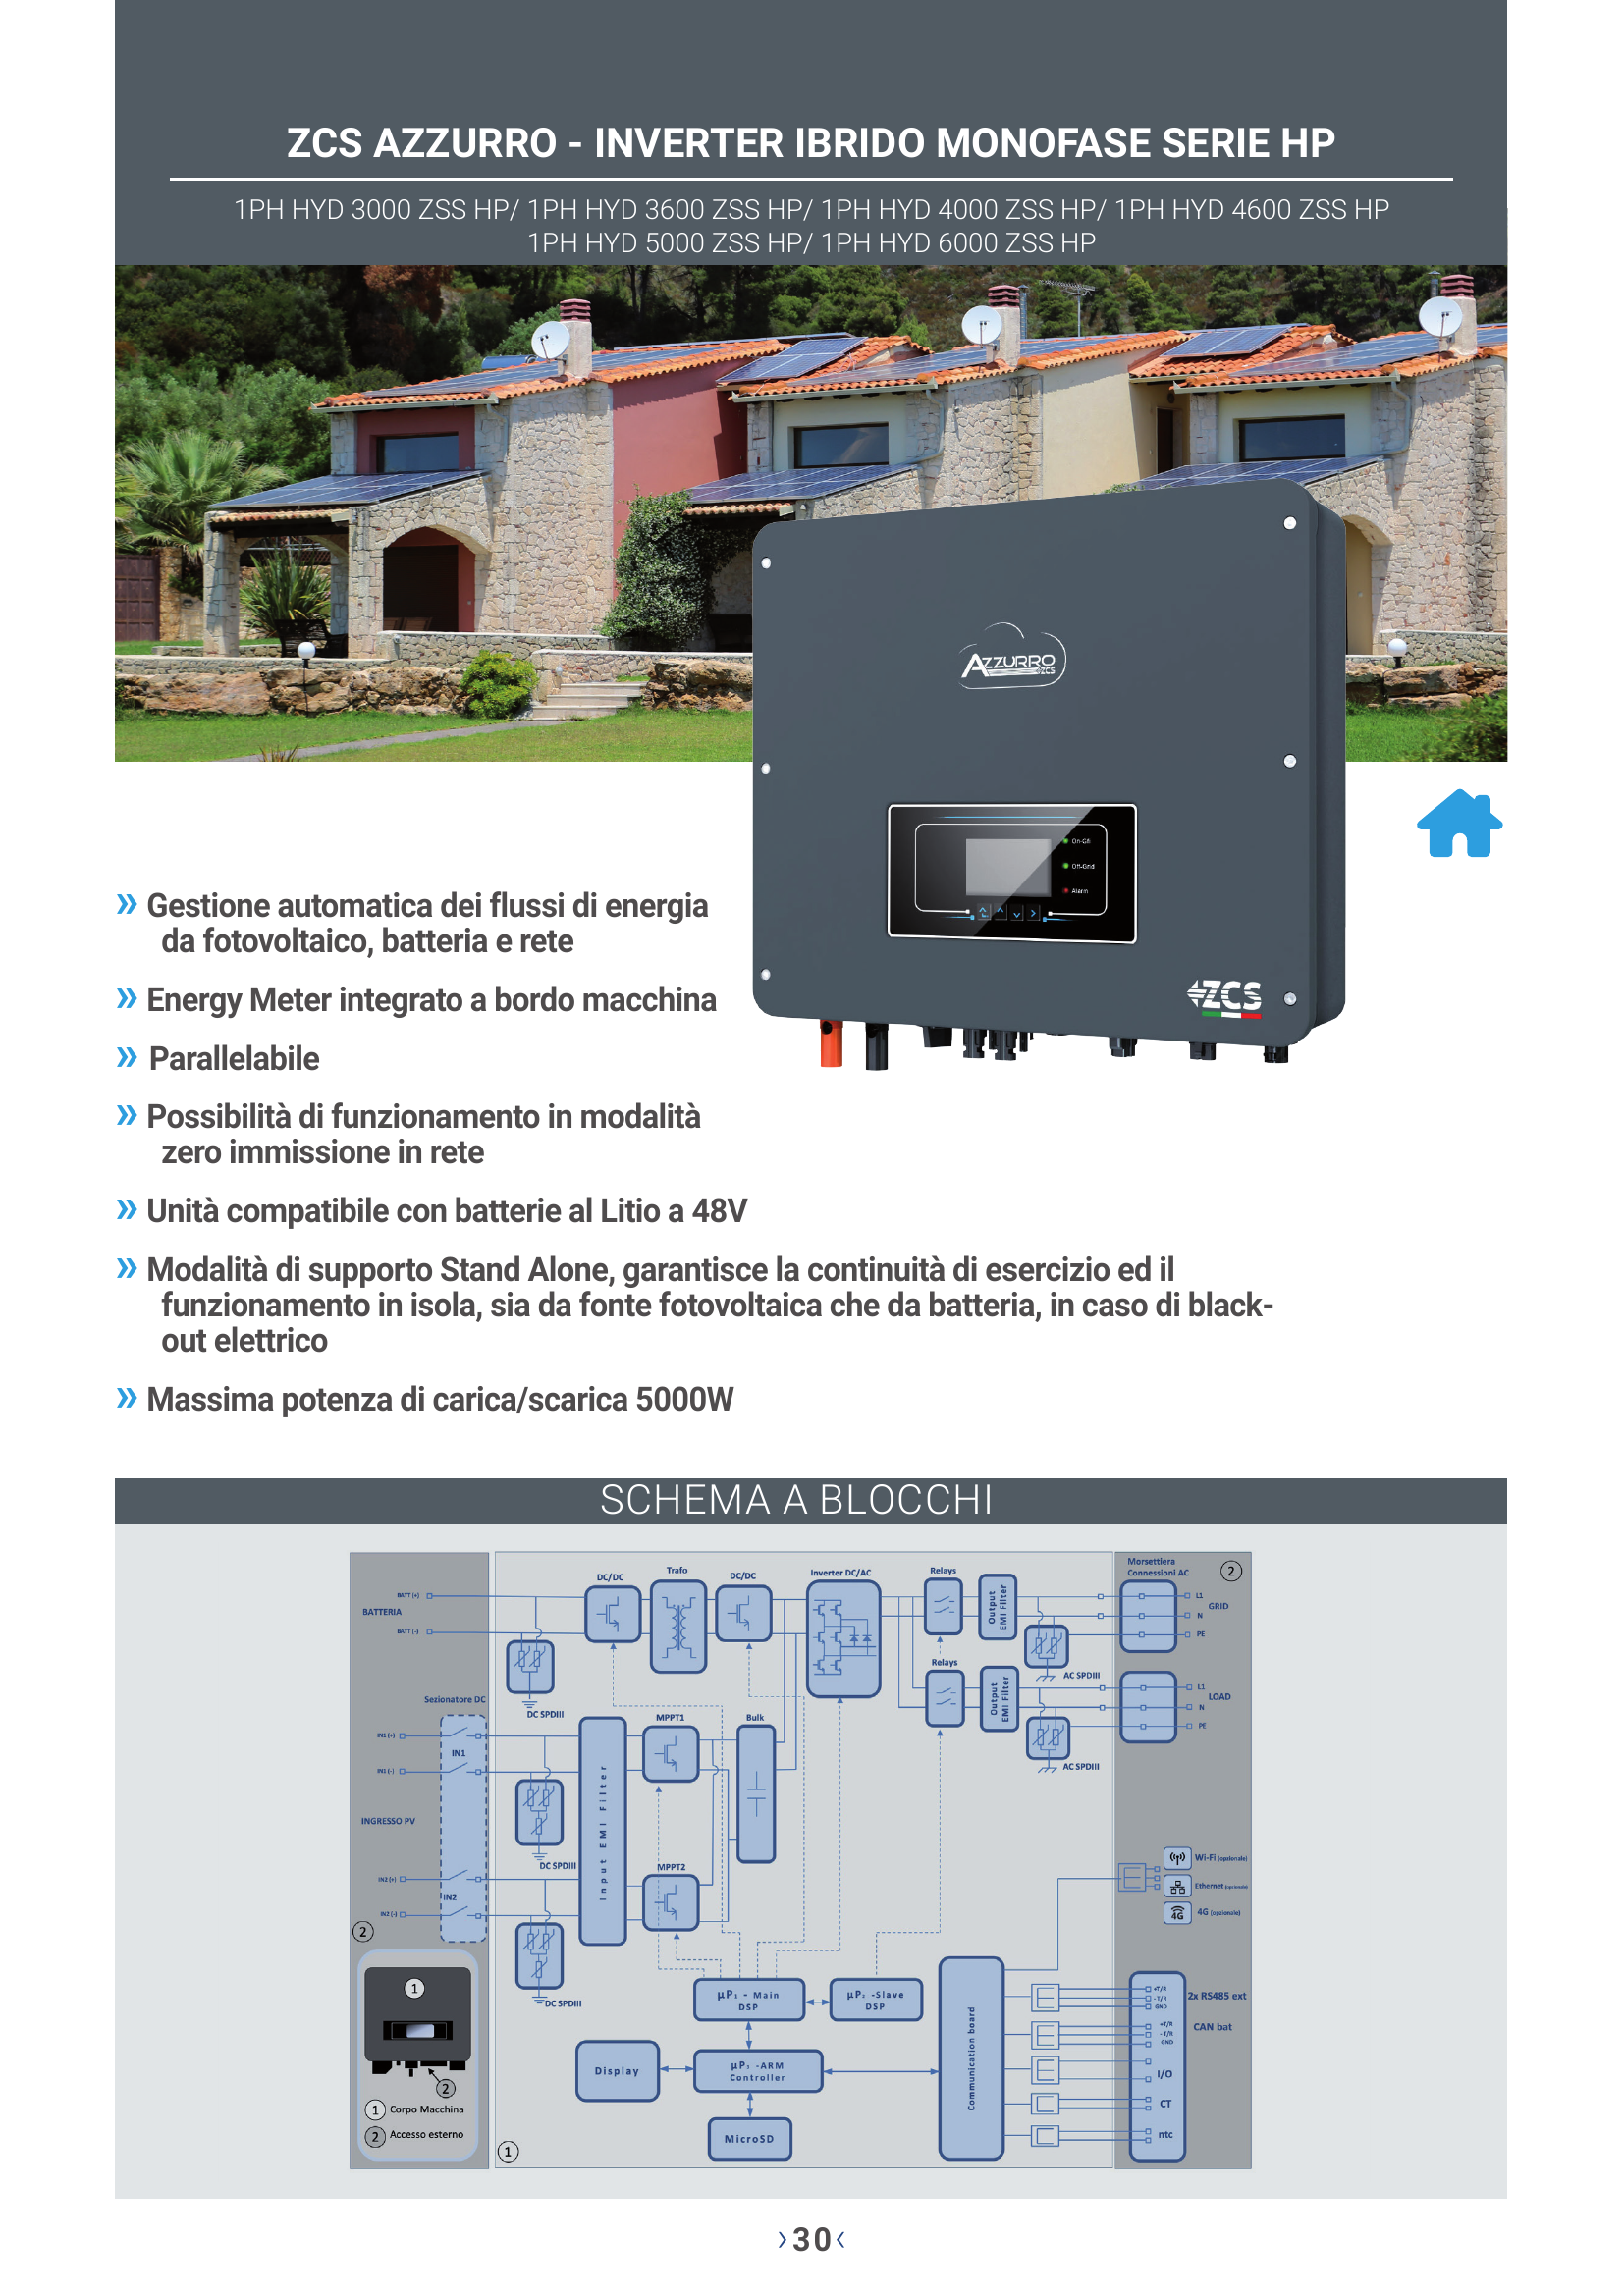 ZCS AZZURRO - INVERTER IBRIDO MONOFASE SERIE HP
1PH HYD 3000 ZSS HP/ 1PH HYD 3600 ZSS HP/ 1PH HYD 4000 ZSS HP/ 1PH HYD 4600 ZSS HP
1PH HYD 5000 ZSS HP/ 1PH HYD 6000 ZSS HP
AZZURRO
ZCS
On-Gri
Off-Grid
Alarm
ZCS
» Gestione automatica dei flussi di energia
da fotovoltaico, batteria e rete
» Energy Meter integrato a bordo macchina
» Parallelabile
» Possibilità di funzionamento in modalità
zero immissione in rete
» Unità compatibile con batterie al Litio a 48V
» Modalità di supporto Stand Alone, garantisce la continuità di esercizio ed il
funzionamento in isola, sia da fonte fotovoltaica che da batteria, in caso di black-
out elettrico
» Massima potenza di carica/scarica 5000W
SCHEMA A BLOCCHI
BATT (+)
BATTERIA
BATT (-)
DC/DC
Trafo
DC/DC
Inverter DC/AC
Relays
Output
EMI Filter
Morsettiera
Connessioni AC
2
L1
GRID
N
PE
AC SPDIII
Relays
Output
EMI Filter
L1
LOAD
N
PE
AC SPDIII
DC SPDIII
Sezionatore DC
IN1 (+)
IN1
IN1 (-)
INGRESSO PV
DC SPDIII
IN2 (+)
IN2
IN2 (-)
2
DC SPDIII
Input EMI Filter
MPPT1
Bulk
MPPT2
Wi-Fi (opzionale)
Ethernet (opzionale)
4G
4G (opzionale)
µP1 - Main
DSP
µP2 -Slave
DSP
Display
µP3 -ARM
Controller
MicroSD
Communication board
+T/R
-T/R
GND
2x RS485 ext
+T/R
-T/R
GND
CAN bat
I/O
CT
ntc
1
2
1 Corpo Macchina
2 Accesso esterno
1
›30‹